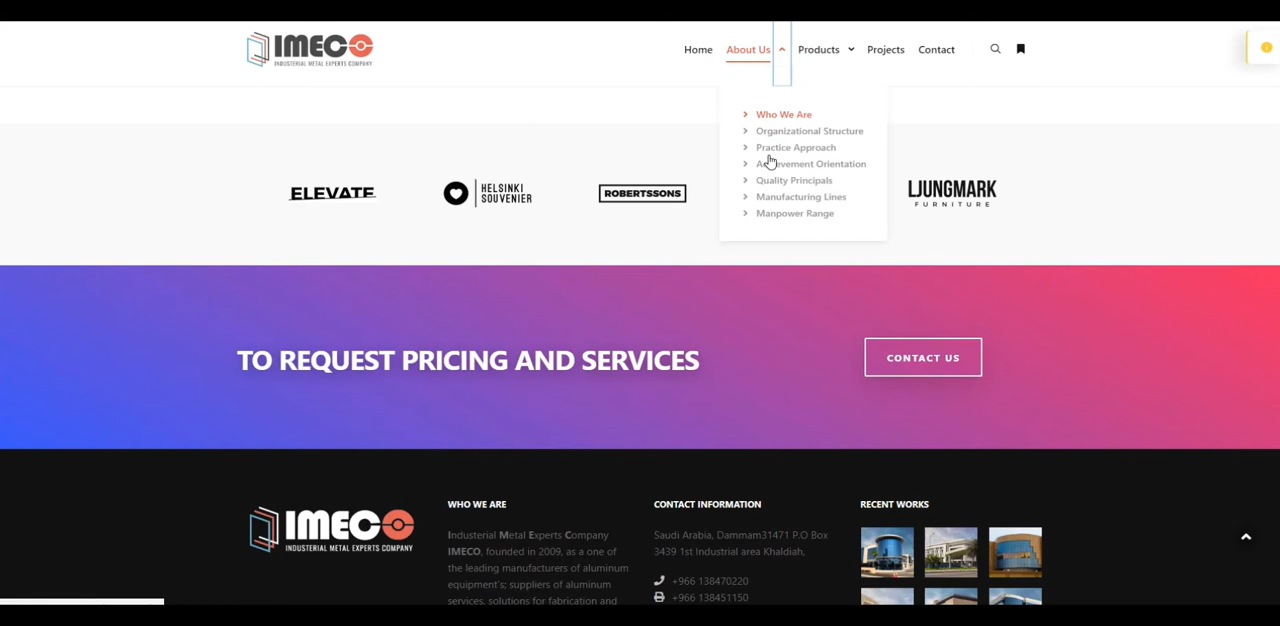 IMECO
INDUSTERIAL METAL EXPERTS COMPANY
Home About Us Products Projects Contact
Who We Are
Organizational Structure
Practice Approach
Achievement Orientation
Quality Principals
Manufacturing Lines
Manpower Range
ELEVATE
HELSINKI
SOUVENIER
ROBERTSSONS
LJUNGMARK
FURNITURE
TO REQUEST PRICING AND SERVICES
CONTACT US
IMECO
INDUSTERIAL METAL EXPERTS COMPANY
WHO WE ARE
Industerial Metal Experts Company
IMECO, founded in 2009, as a one of
the leading manufacturers of aluminum
equipment's; suppliers of aluminum
services, solutions for fabrication and
CONTACT INFORMATION
Saudi Arabia, Dammam31471 P.O Box
3439 1st Industrial area Khaldiah,
+966 138470220
+966 138451150
RECENT WORKS